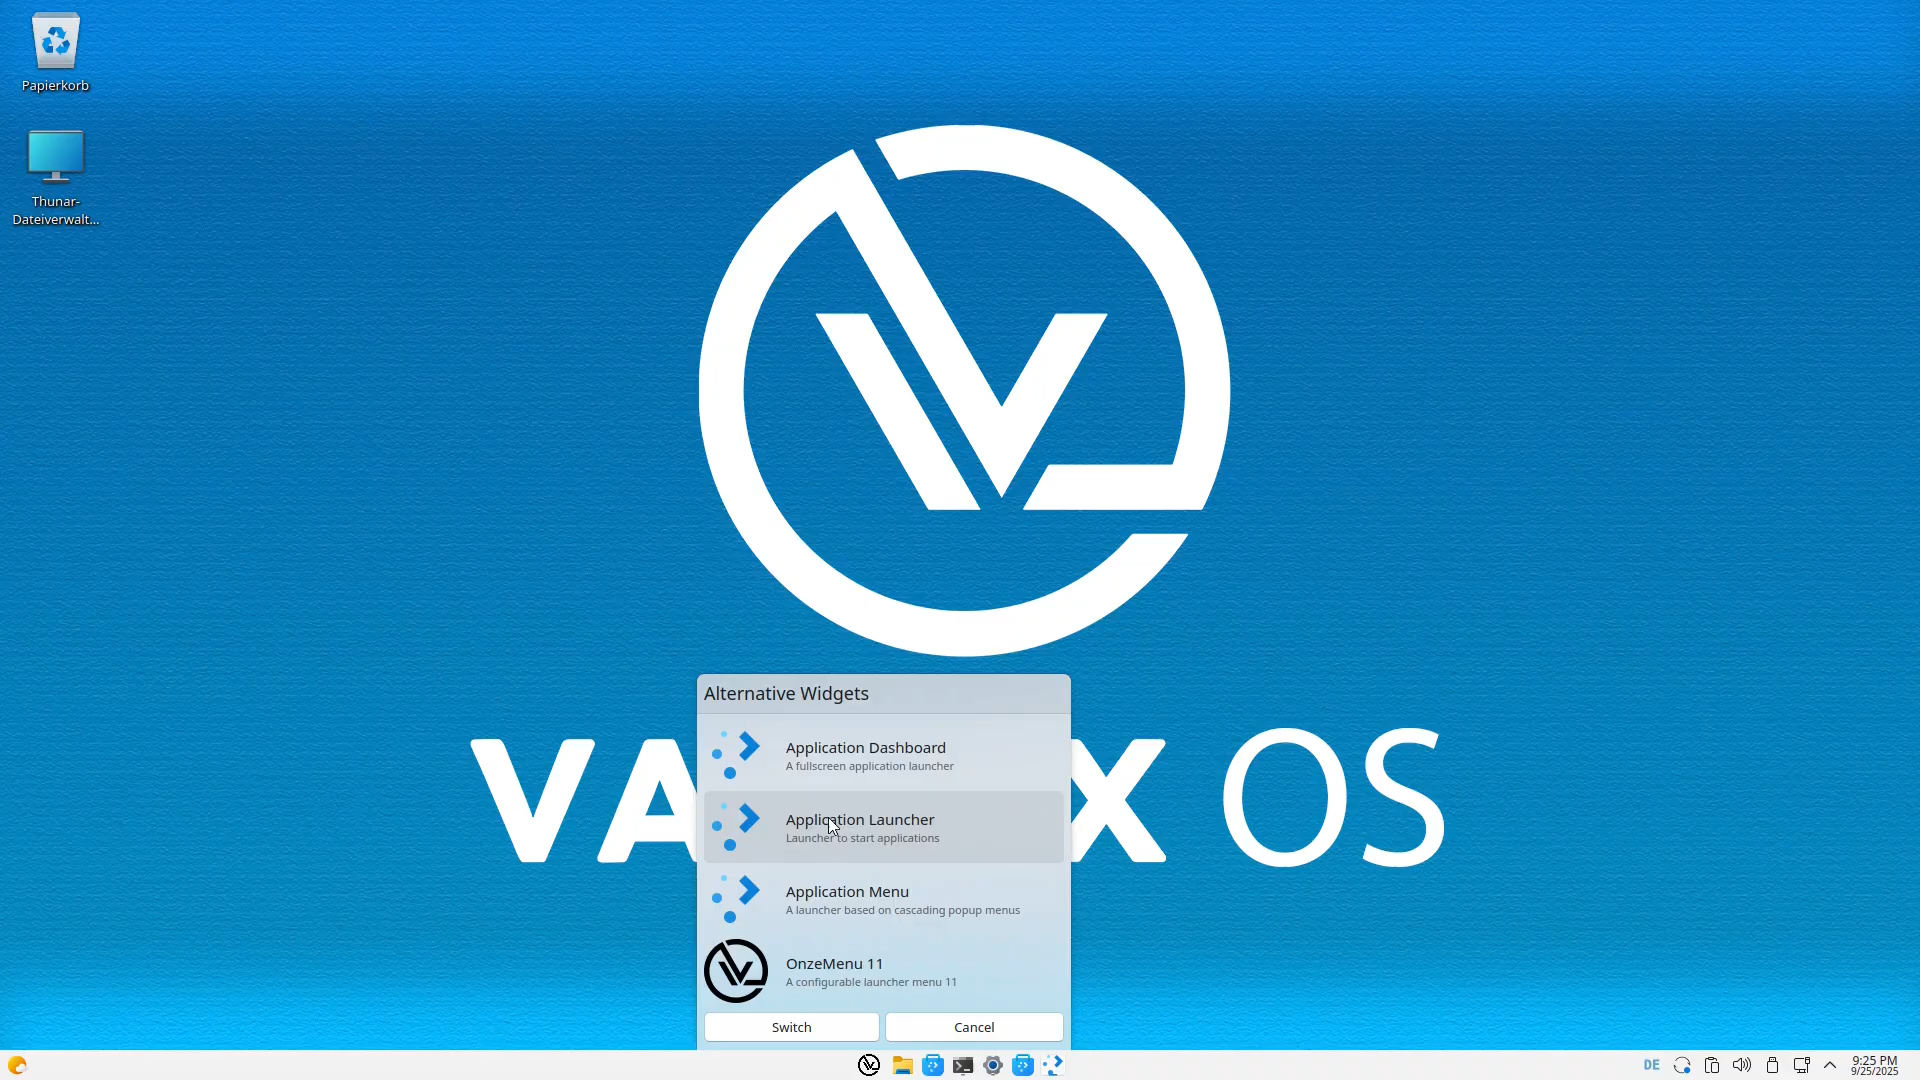 Papierkorb
Thunar-
Dateiverwalt...
VA
X OS
Alternative Widgets
Application Dashboard
A fullscreen application launcher
Application Launcher
Launcher to start applications
Application Menu
A launcher based on cascading popup menus
OnzeMenu 11
A configurable launcher menu 11
Switch
Cancel
DE
9:25 PM
9/25/2025